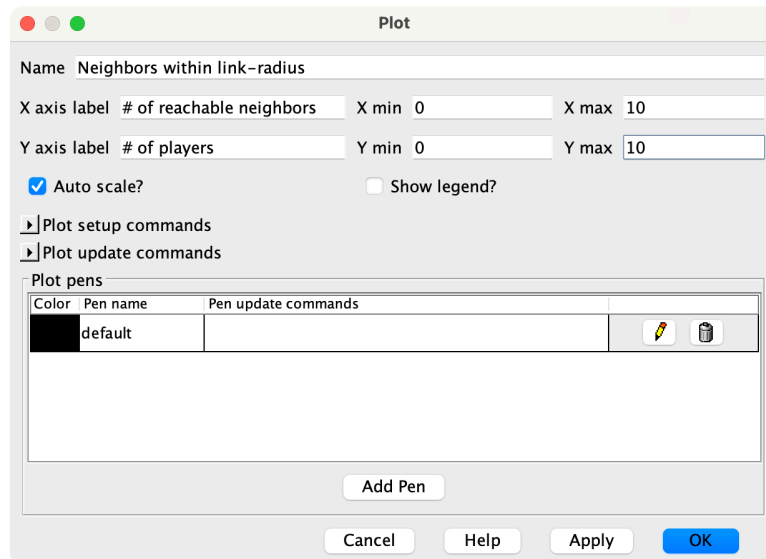 Plot
Name Neighbors within link-radius
X axis label # of reachable neighbors X min 0 X max 10
Y axis label # of players Y min 0 Y max 10
Auto scale? Show legend?
Plot setup commands
Plot update commands
Plot pens
Color Pen name Pen update commands
default
Add Pen
Cancel Help Apply OK